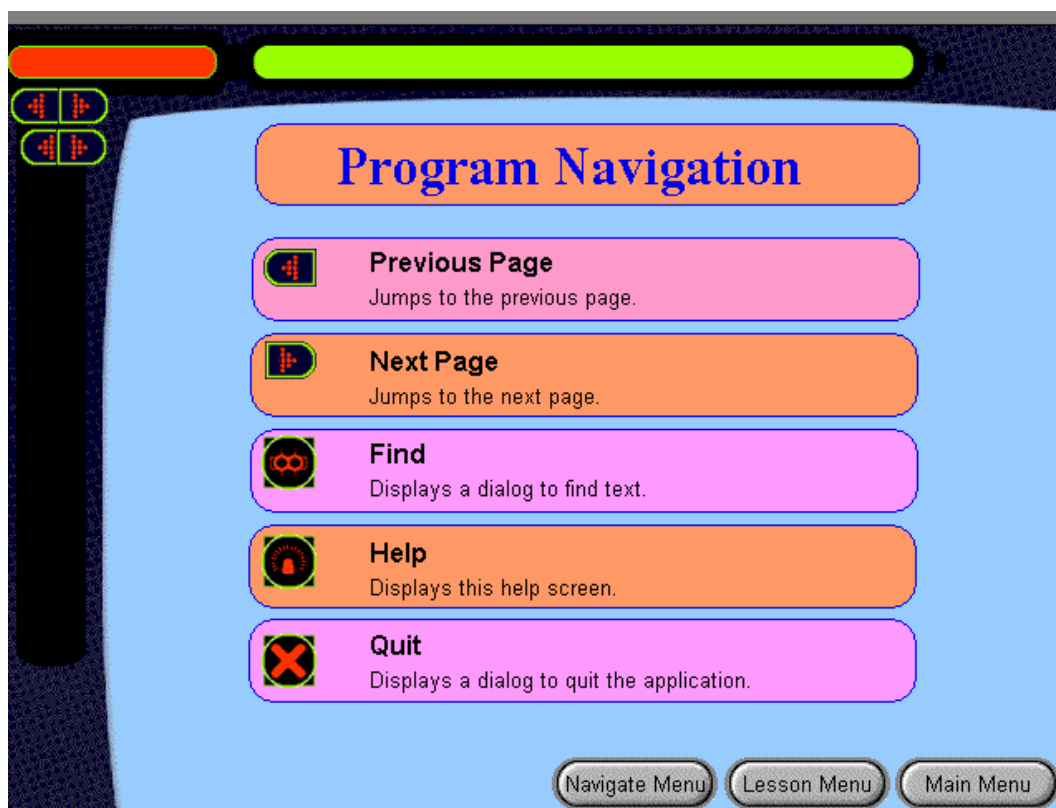 Program Navigation
Previous Page
Jumps to the previous page.
Next Page
Jumps to the next page.
Find
Displays a dialog to find text.
Help
Displays this help screen.
Quit
Displays a dialog to quit the application.
Navigate Menu
Lesson Menu
Main Menu